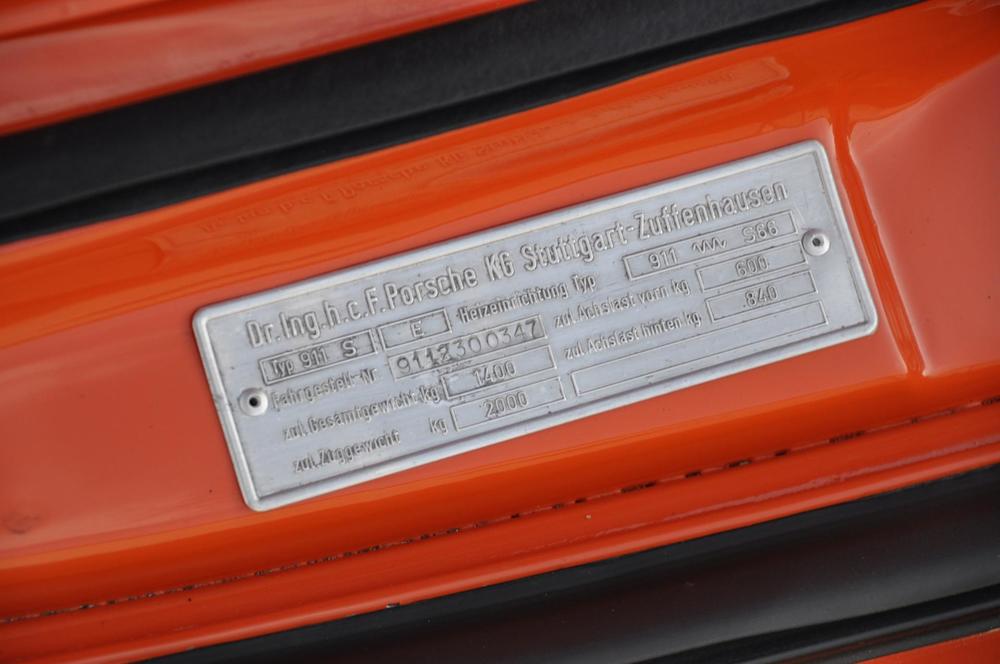 Dr.Ing.h.c.F.Porsche KG Stuttgart-Zuffenhausen
Typ 911 S E Heizeinrichtung Typ 911 S66
Fahrgestell-Nr 9112300347 zul.Achslast vorn kg 600
zul.Gesamtgewicht kg 1400 zul.Achslast hinten kg .840
zul.Zuggewicht kg 2000